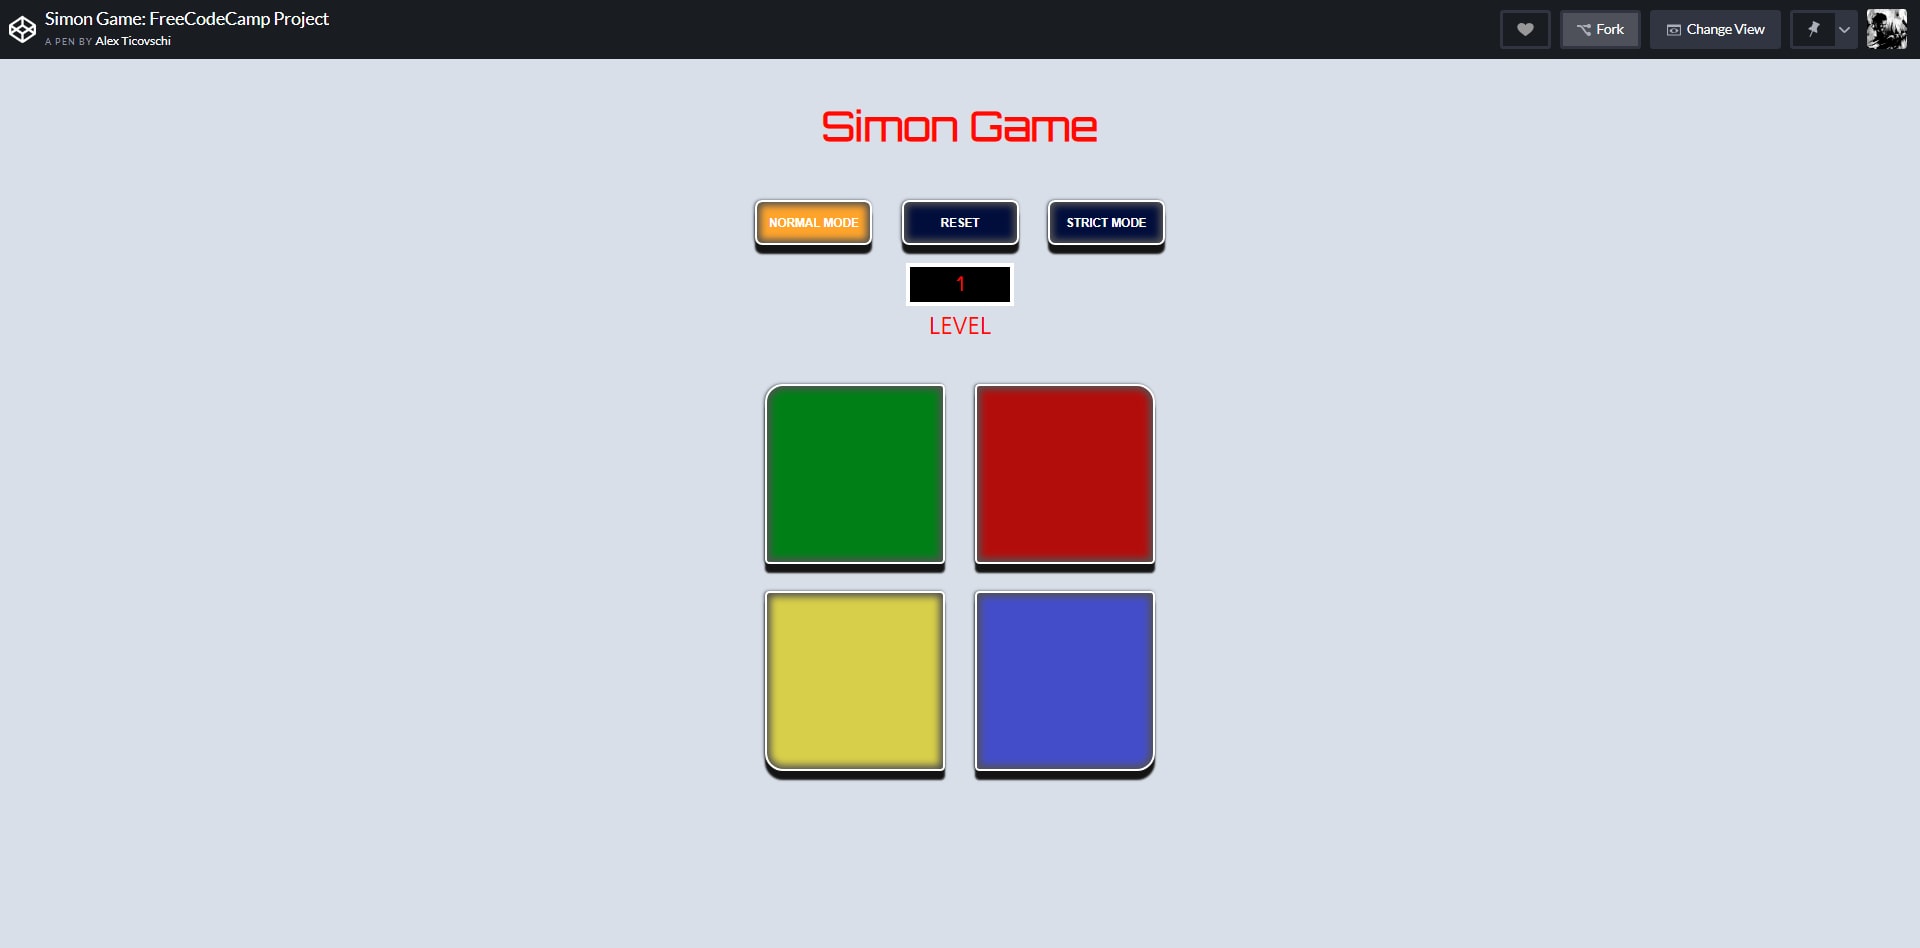 Simon Game: FreeCodeCamp Project
A PEN BY Alex Ticovschi
Fork
Change View
Simon Game
NORMAL MODE
RESET
STRICT MODE
1
LEVEL